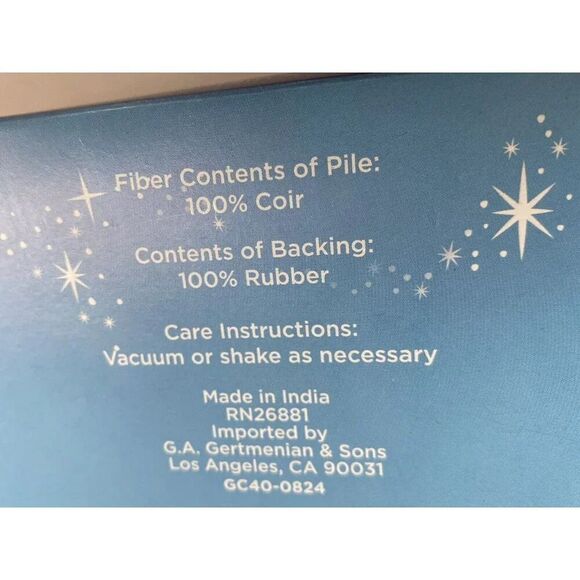 Fiber Contents of Pile:
100% Coir
Contents of Backing:
100% Rubber
Care Instructions:
Vacuum or shake as necessary
Made in India
RN26881
Imported by
G.A. Gertmenian & Sons
Los Angeles, CA 90031
GC40-0824